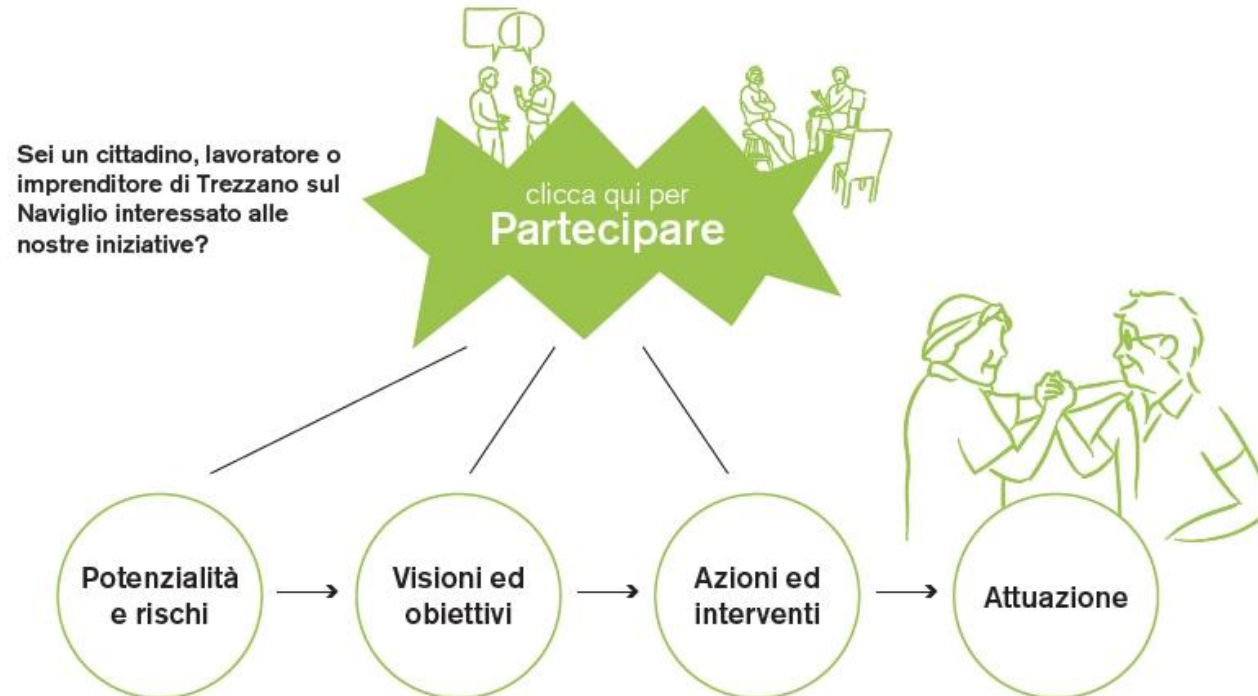 Sei un cittadino, lavoratore o
imprenditore di Trezzano sul
Naviglio interessato alle
nostre iniziative?
clicca qui per
Partecipare
Potenzialità
e rischi
Visioni ed
obiettivi
Azioni ed
interventi
Attuazione